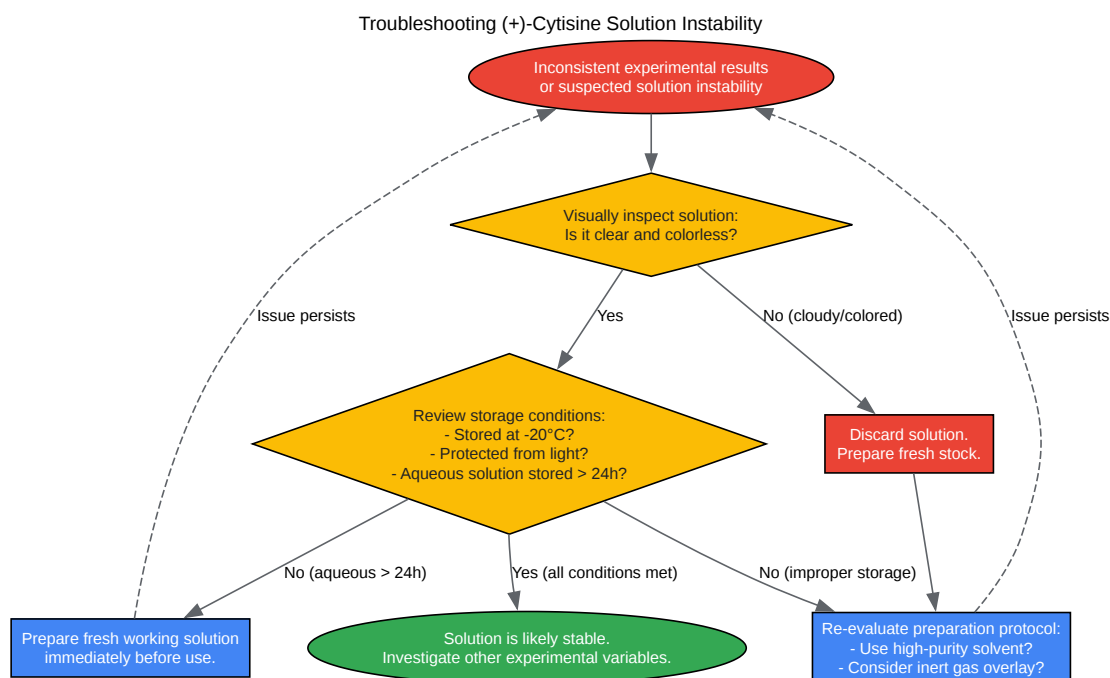 Troubleshooting (+)-Cytisine Solution Instability
Inconsistent experimental results
or suspected solution instability
Visually inspect solution:
Is it clear and colorless?
Issue persists
Yes
No (cloudy/colored)
Issue persists
Review storage conditions:
- Stored at -20°C?
- Protected from light?
- Aqueous solution stored > 24h?
Discard solution.
Prepare fresh stock.
No (aqueous > 24h)
Yes (all conditions met)
No (improper storage)
Prepare fresh working solution
immediately before use.
Solution is likely stable.
Investigate other experimental variables.
Re-evaluate preparation protocol:
- Use high-purity solvent?
- Consider inert gas overlay?